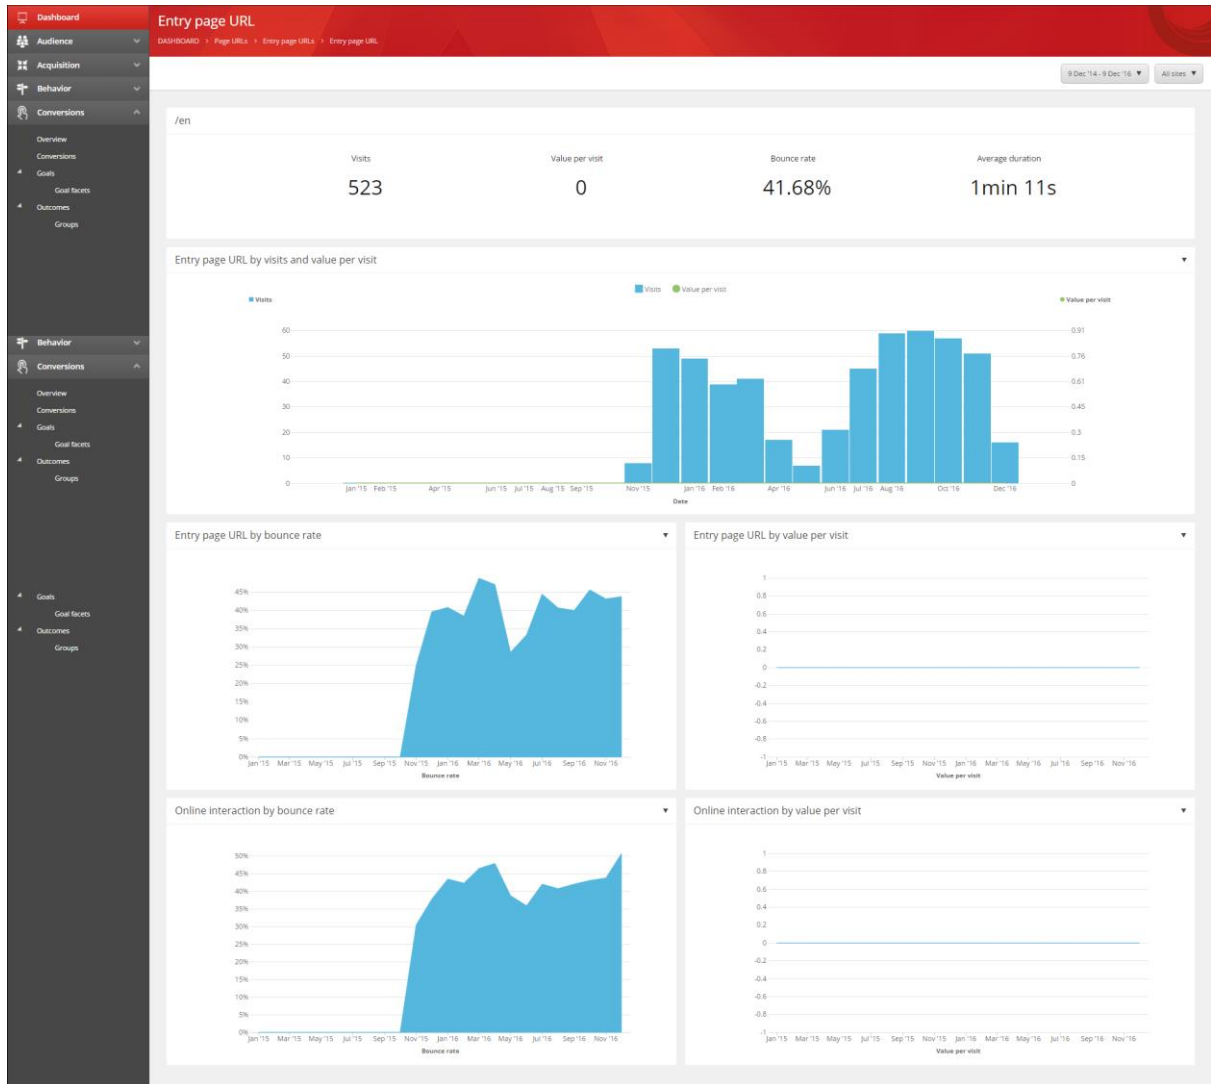 Dashboard
Audience
Acquisition
Behavior
Conversions
Overview
Conversions
Goals
Goal facets
Outcomes
Groups
Behavior
Conversions
Overview
Conversions
Goals
Goal facets
Outcomes
Groups
Goals
Goal facets
Outcomes
Groups
Entry page URL
DASHBOARD > Page URLs > Entry page URLs > Entry page URL
9 Dec '14 - 9 Dec '16 ▼ All sites ▼
/en
Visits Value per visit Bounce rate Average duration
523 0 41.68% 1min 11s
Entry page URL by visits and value per visit
Visits Value per visit
Visits Value per visit
60 0.91
50 0.76
40 0.61
30 0.45
20 0.3
10 0.15
0 0
Jan '15 Feb '15 Apr '15 Jun '15 Jul '15 Aug '15 Sep '15 Nov '15 Jan '16 Feb '16 Apr '16 Jun '16 Jul '16 Aug '16 Oct '16 Dec '16
Date
Entry page URL by bounce rate
45%
40%
35%
30%
25%
20%
15%
10%
5%
0%
Jan '15 Mar '15 May '15 Jul '15 Sep '15 Nov '15 Jan '16 Mar '16 May '16 Jul '16 Sep '16 Nov '16
Bounce rate
Entry page URL by value per visit
1
0.8
0.6
0.4
0.2
0
-0.2
-0.4
-0.6
-0.8
-1
Jan '15 Mar '15 May '15 Jul '15 Sep '15 Nov '15 Jan '16 Mar '16 May '16 Jul '16 Sep '16 Nov '16
Value per visit
Online interaction by bounce rate
50%
45%
40%
35%
30%
25%
20%
15%
10%
5%
0%
Jan '15 Mar '15 May '15 Jul '15 Sep '15 Nov '15 Jan '16 Mar '16 May '16 Jul '16 Sep '16 Nov '16
Bounce rate
Online interaction by value per visit
1
0.8
0.6
0.4
0.2
0
-0.2
-0.4
-0.6
-0.8
-1
Jan '15 Mar '15 May '15 Jul '15 Sep '15 Nov '15 Jan '16 Mar '16 May '16 Jul '16 Sep '16 Nov '16
Value per visit